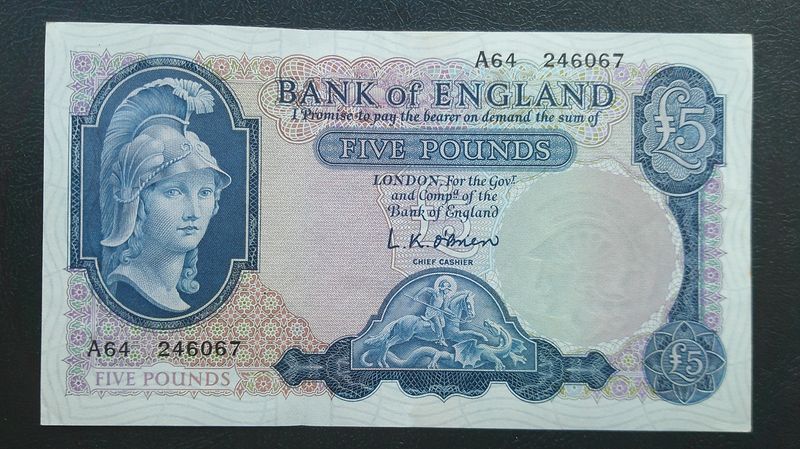 A64 246067
BANK of ENGLAND
I Promise to pay the bearer on demand the sum of
FIVE POUNDS
£5
LONDON, For the Govr
and Compa of the
Bank of England
£5
L.K. O'Brien
CHIEF CASHIER
A64 246067
FIVE POUNDS
£5